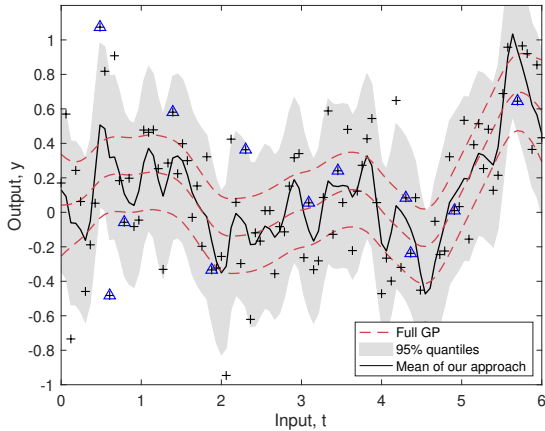 1
0.8
0.6
0.4
0.2
0
-0.2
-0.4
-0.6
-0.8
-1
Output, y
0 1 2 3 4 5 6
Input, t
Full GP
95% quantiles
Mean of our approach